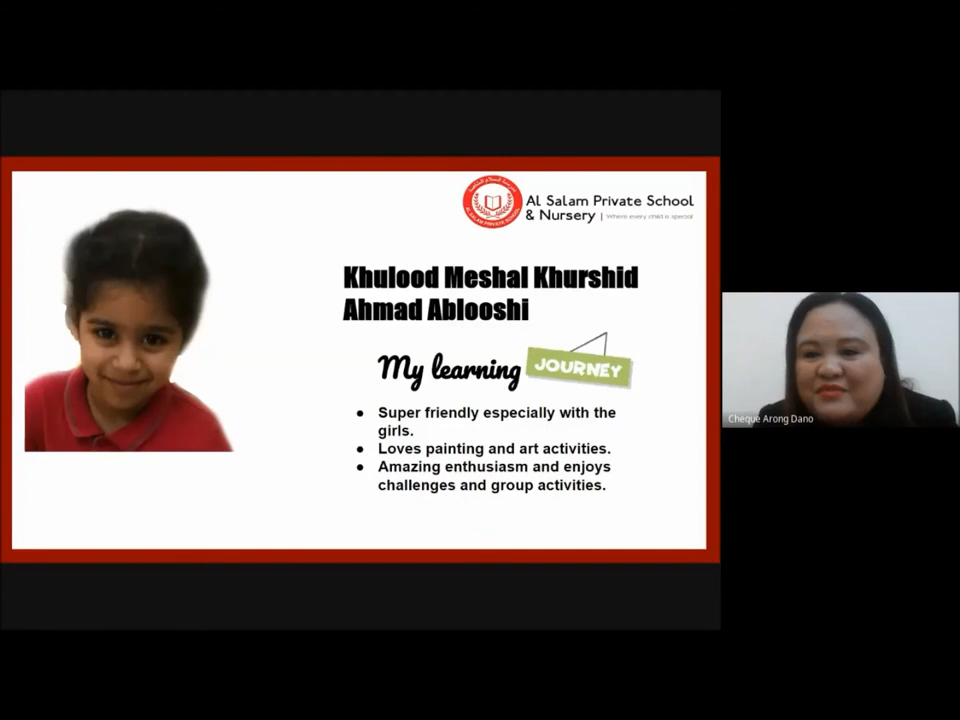 Al Salam Private School
& Nursery | Where every child is special
Khulood Meshal Khurshid
Ahmad Ablooshi
My learning JOURNEY
● Super friendly especially with the
girls.
● Loves painting and art activities.
● Amazing enthusiasm and enjoys
challenges and group activities.
Cheque Arong Dano